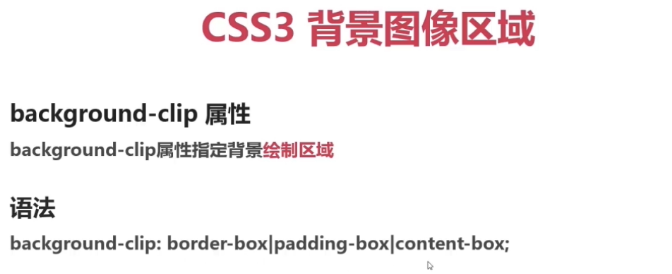 CSS3 背景图像区域
background-clip 属性
background-clip属性指定背景绘制区域
语法
background-clip: border-box|padding-box|content-box;